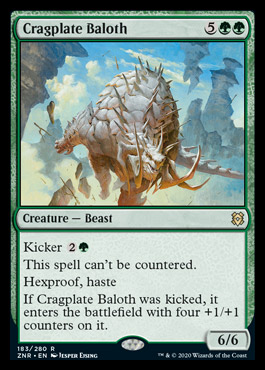 Cragplate Baloth 5
Creature — Beast
Kicker 2
This spell can't be countered.
Hexproof, haste
If Cragplate Baloth was kicked, it
enters the battlefield with four +1/+1
counters on it.
6/6
183/280 R
ZNR • EN Jesper Ejsing
™ & © 2020 Wizards of the Coast